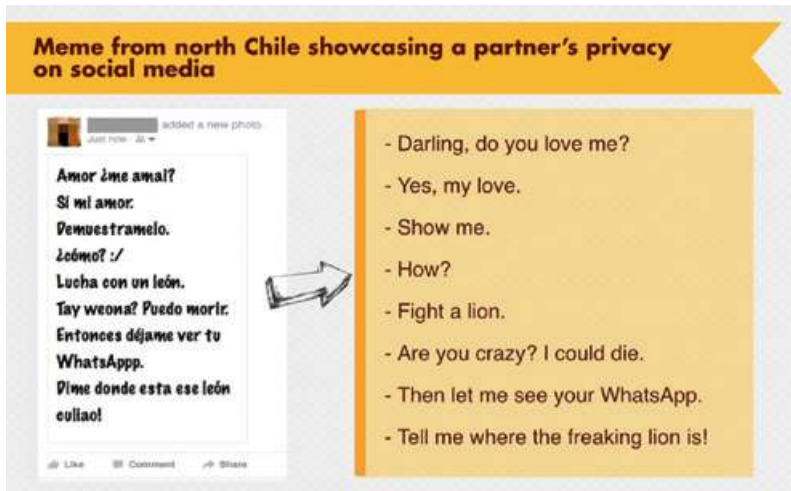 Meme from north Chile showcasing a partner's privacy
on social media
added a new photo.
Just now
Amor ¿me amai?
Si mi amor.
Demuestramelo.
¿cómo? :/
Lucha con un león.
Tay weona? Puedo morir.
Entonces déjame ver tu
WhatsAppp.
Dime donde esta ese león
culiao!
Like Comment Share
- Darling, do you love me?
- Yes, my love.
- Show me.
- How?
- Fight a lion.
- Are you crazy? I could die.
- Then let me see your WhatsApp.
- Tell me where the freaking lion is!